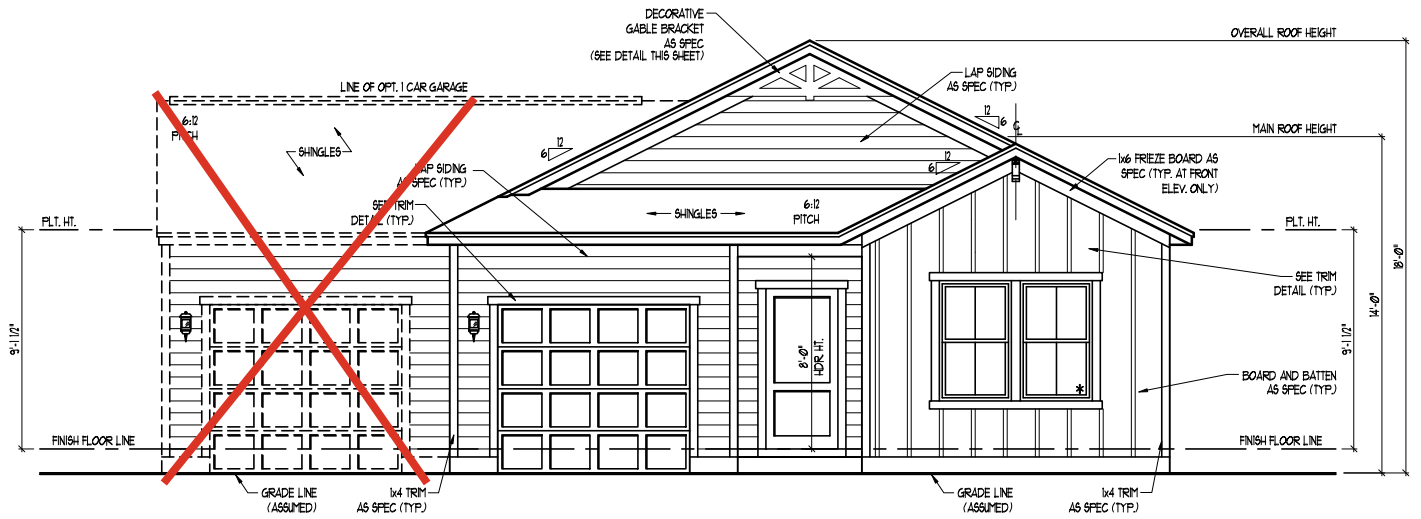 DECORATIVE
GABLE BRACKET
AS SPEC
(SEE DETAIL THIS SHEET)
OVERALL ROOF HEIGHT
LINE OF OPT. 1 CAR GARAGE
LAP SIDING
AS SPEC (TYP.)
6:12
PITCH
SHINGLES
12
6
12
6
℄
MAIN ROOF HEIGHT
12
6
1x6 FRIEZE BOARD AS
SPEC (TYP. AT FRONT
ELEV. ONLY)
LAP SIDING
AS SPEC (TYP.)
SEE TRIM
DETAIL (TYP.)
SHINGLES
6:12
PITCH
PLT. HT.
PLT. HT.
18'-0"
SEE TRIM
DETAIL (TYP.)
14'-0"
9'-1 1/2"
8'-0"
HDR. HT.
9'-1 1/2"
BOARD AND BATTEN
AS SPEC (TYP.)
*
FINISH FLOOR LINE
FINISH FLOOR LINE
GRADE LINE
(ASSUMED)
1x4 TRIM
AS SPEC (TYP.)
GRADE LINE
(ASSUMED)
1x4 TRIM
AS SPEC (TYP.)